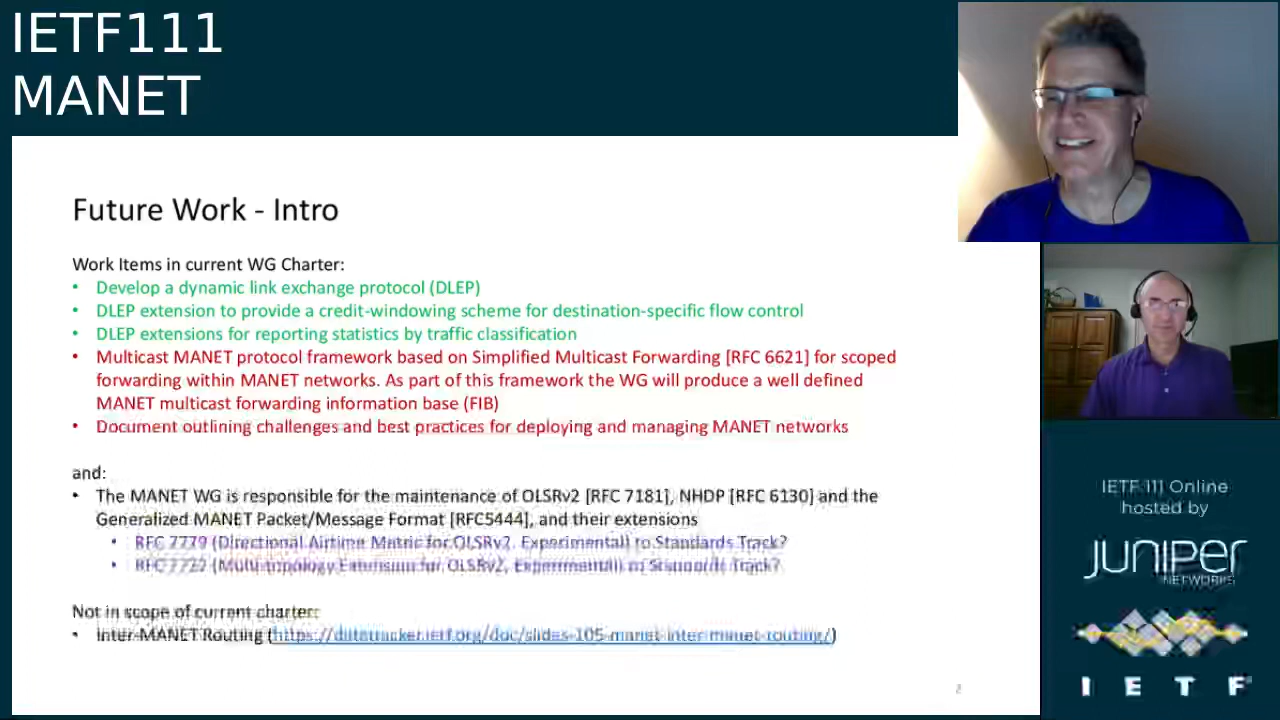 IETF111
MANET
Future Work - Intro
Work Items in current WG Charter:
• Develop a dynamic link exchange protocol (DLEP)
• DLEP extension to provide a credit-windowing scheme for destination-specific flow control
• DLEP extensions for reporting statistics by traffic classification
• Multicast MANET protocol framework based on Simplified Multicast Forwarding [RFC 6621] for scoped
forwarding within MANET networks. As part of this framework the WG will produce a well defined
MANET multicast forwarding information base (FIB)
• Document outlining challenges and best practices for deploying and managing MANET networks
and:
• The MANET WG is responsible for the maintenance of OLSRv2 [RFC 7181], NHDP [RFC 6130] and the
Generalized MANET Packet/Message Format [RFC5444], and their extensions
• RFC 7779 (Directional Airtime Metric for OLSRv2, Experimental) to Standards Track?
• RFC 7722 (Multi-topology Extension for OLSRv2, Experimental) to Standards Track?
Not in scope of current charter:
• Inter-MANET Routing (https://datatracker.ietf.org/doc/slides-105-manet-inter-manet-routing/)
2
IETF 111 Online
hosted by
JUNIPER
NETWORKS
I E T F